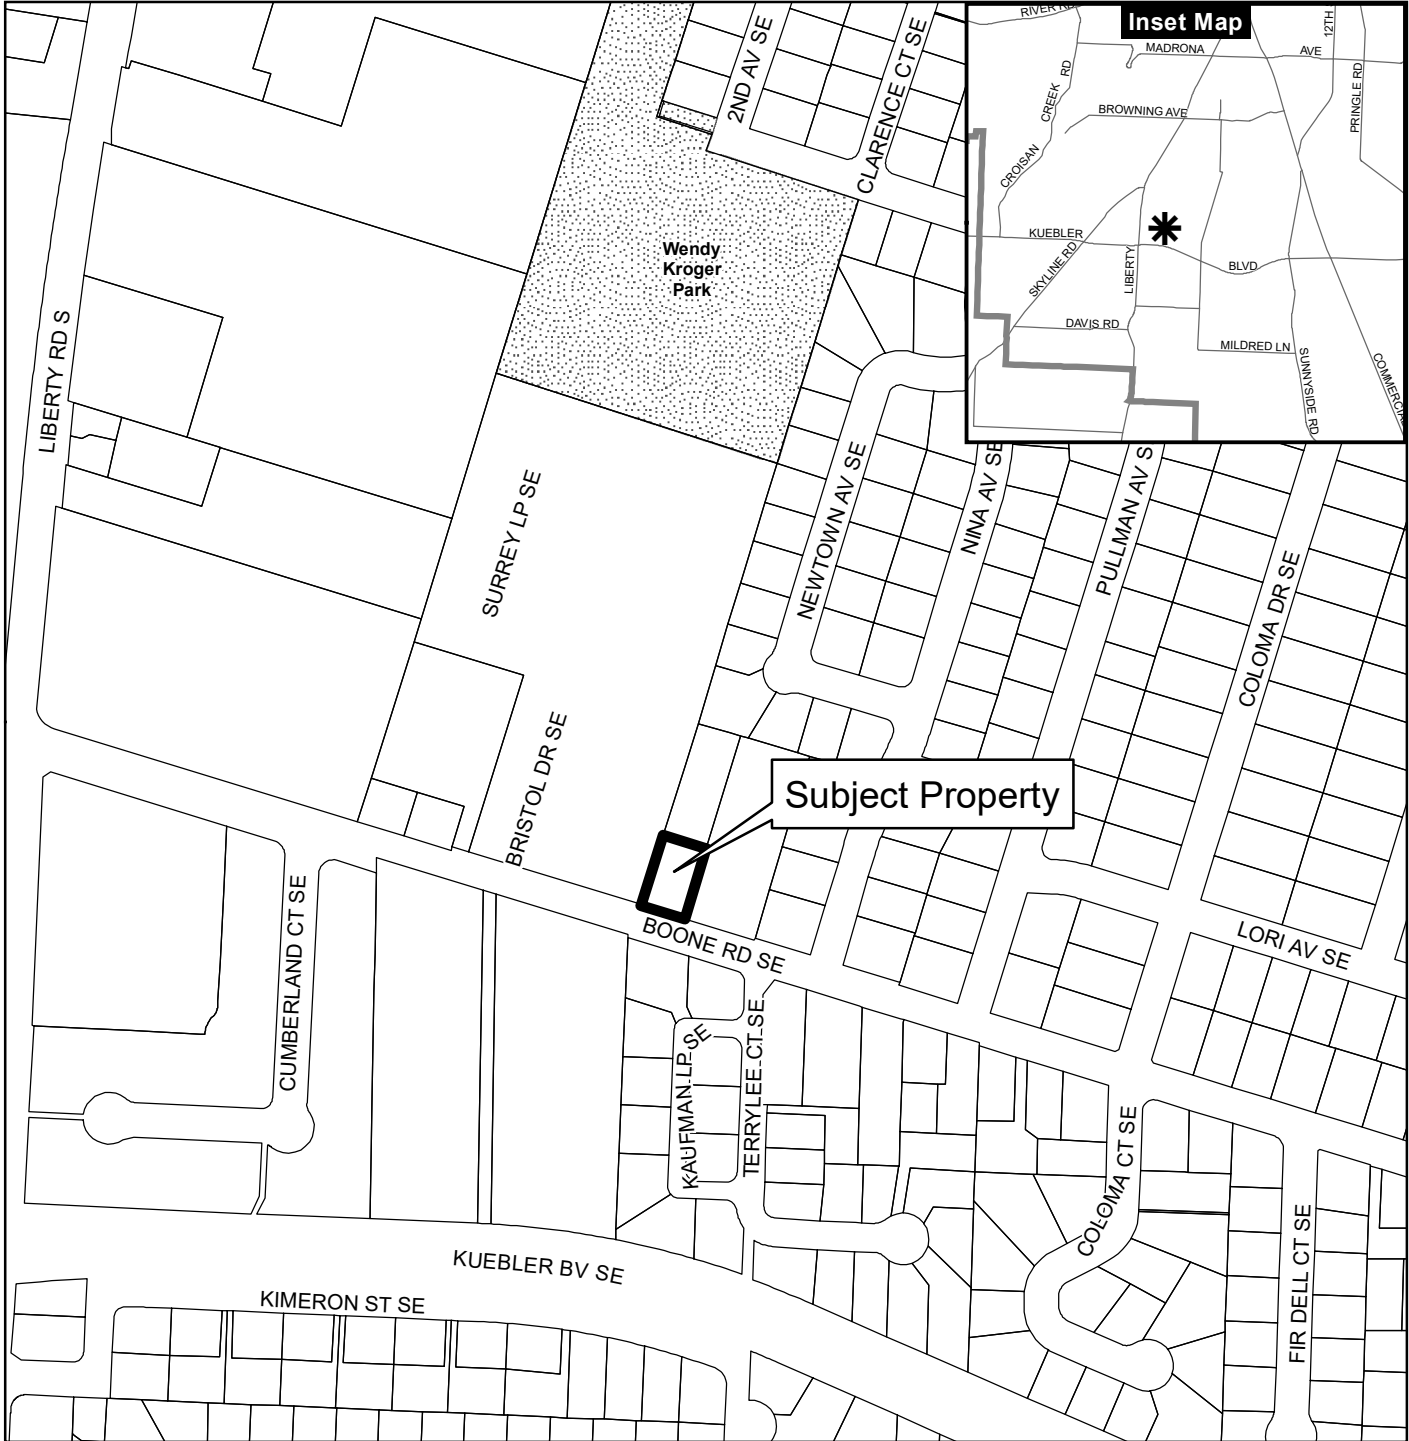 2ND AV SE
CLARENCE CT SE
Inset Map
RIVER RD
MADRONA
AVE
12TH
PRINGLE RD
CREEK RD
CROISAN
BROWNING AVE
KUEBLER
BLVD
SKYLINE RD
LIBERTY
DAVIS RD
MILDRED LN
SUNNYSIDE RD
COMMERCIAL
Wendy
Kroger
Park
LIBERTY RD S
SURREY LP SE
NEWTOWN AV SE
NINA AV SE
PULLMAN AV S
COLOMA DR SE
BRISTOL DR SE
Subject Property
BOONE RD SE
LORI AV SE
CUMBERLAND CT SE
KAUFMAN LP SE
TERRYLEE CT SE
COLOMA CT SE
FIR DELL CT SE
KUEBLER BV SE
KIMERON ST SE